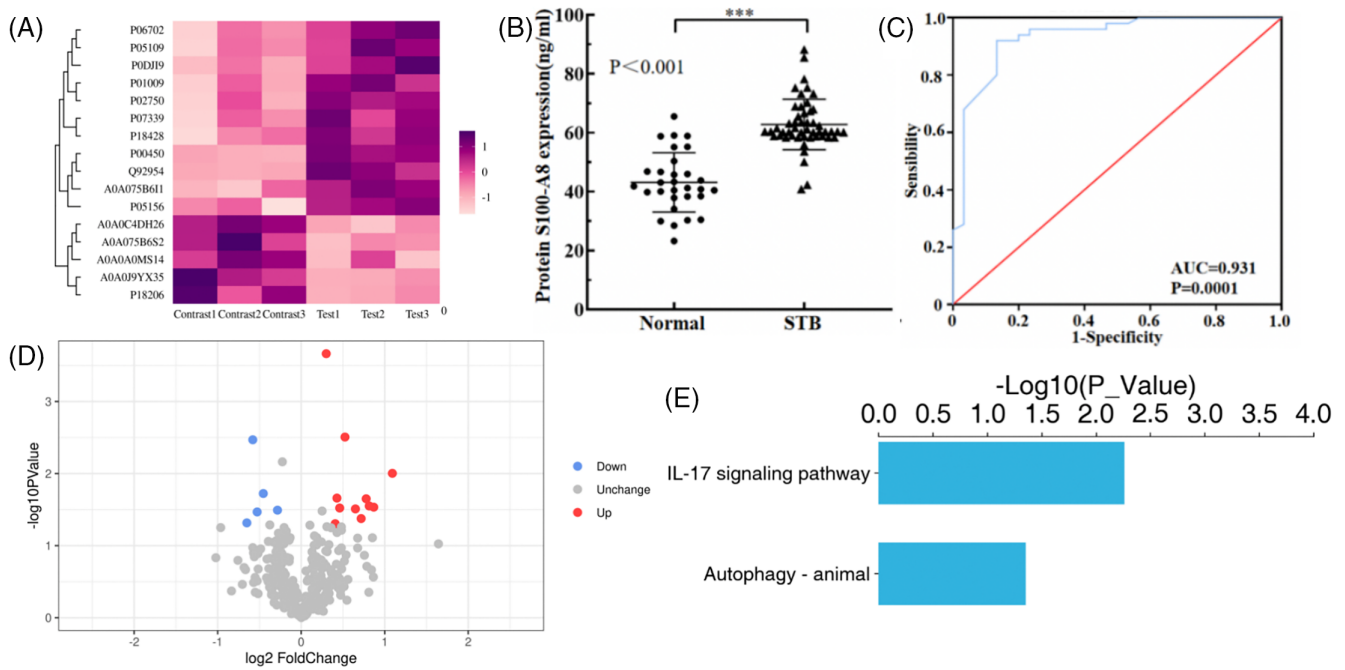 (A)
P06702
P05109
P0DJI9
P01009
P02750
P07339
P18428
P00450
Q92954
A0A075B6I1
P05156
A0A0C4DH26
A0A075B6S2
A0A0A0MS14
A0A0J9YX35
P18206
Contrast1 Contrast2 Contrast3 Test1 Test2 Test3
1
0
-1
0
(B)
Protein S100-A8 expression(ng/ml)
100
80
60
40
20
0
***
P<0.001
Normal STB
(C)
Sensibility
1.0
0.8
0.6
0.4
0.2
0
AUC=0.931
P=0.0001
0 0.2 0.4 0.6 0.8 1.0
1-Specificity
(D)
-log10PValue
3
2
1
0
-2 -1 0 1 2
log2 FoldChange
Down
Unchange
Up
(E)
-Log10(P_Value)
0.0 0.5 1.0 1.5 2.0 2.5 3.0 3.5 4.0
IL-17 signaling pathway
Autophagy - animal